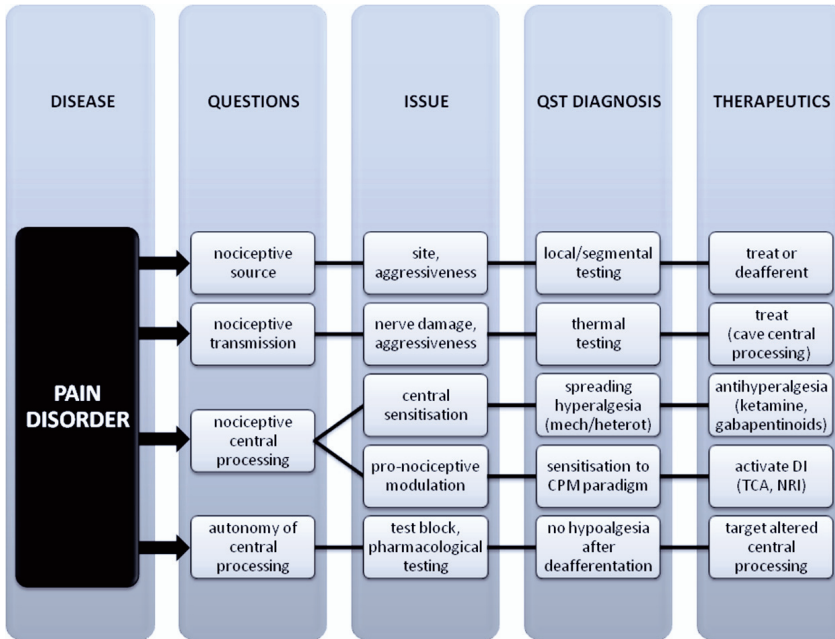 DISEASE
QUESTIONS
ISSUE
QST DIAGNOSIS
THERAPEUTICS
PAIN
DISORDER
nociceptive
source
site,
aggressiveness
local/segmental
testing
treat or
deafferent
nociceptive
transmission
nerve damage,
aggressiveness
thermal
testing
treat
(cave central
processing)
nociceptive
central
processing
central
sensitisation
spreading
hyperalgesia
(mech/heterot)
antihyperalgesia
(ketamine,
gabapentinoids)
pro-nociceptive
modulation
sensitisation to
CPM paradigm
activate DI
(TCA, NRI)
autonomy of
central
processing
test block,
pharmacological
testing
no hypoalgesia
after
deafferentation
target altered
central
processing